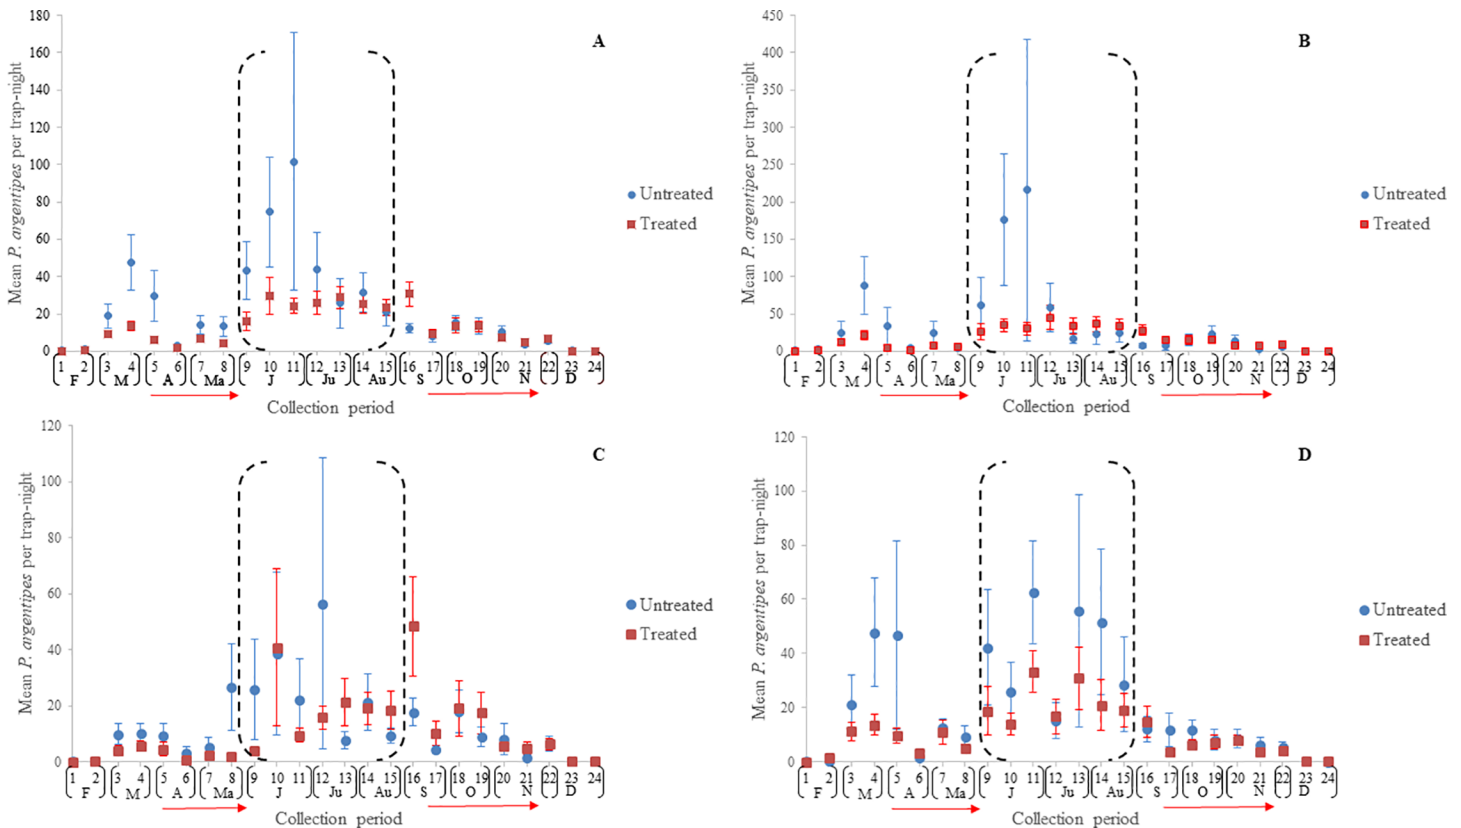 A
Mean P. argentipes per trap-night
180
160
140
120
100
80
60
40
20
0
1 2 3 4 5 6 7 8 9 10 11 12 13 14 15 16 17 18 19 20 21 22 23 24
F M A Ma J Ju Au S O N D
Collection period
Untreated
Treated
B
Mean P. argentipes per trap-night
450
400
350
300
250
200
150
100
50
0
1 2 3 4 5 6 7 8 9 10 11 12 13 14 15 16 17 18 19 20 21 22 23 24
F M A Ma J Ju Au S O N D
Collection period
Untreated
Treated
C
Mean P. argentipes per trap-night
120
100
80
60
40
20
0
1 2 3 4 5 6 7 8 9 10 11 12 13 14 15 16 17 18 19 20 21 22 23 24
F M A Ma J Ju Au S O N D
Collection period
Untreated
Treated
D
Mean P. argentipes per trap-night
120
100
80
60
40
20
0
1 2 3 4 5 6 7 8 9 10 11 12 13 14 15 16 17 18 19 20 21 22 23 24
F M A Ma J Ju Au S O N D
Collection period
Untreated
Treated